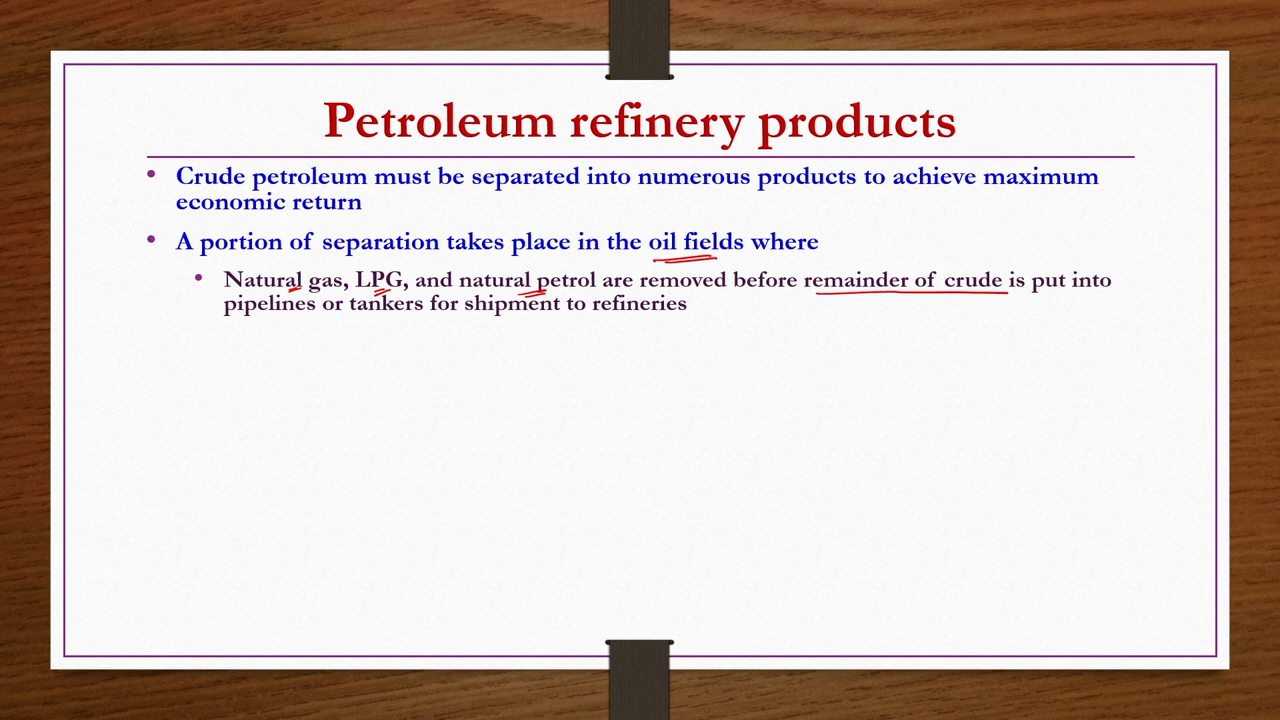 Petroleum refinery products
• Crude petroleum must be separated into numerous products to achieve maximum
economic return
• A portion of separation takes place in the oil fields where
• Natural gas, LPG, and natural petrol are removed before remainder of crude is put into
pipelines or tankers for shipment to refineries